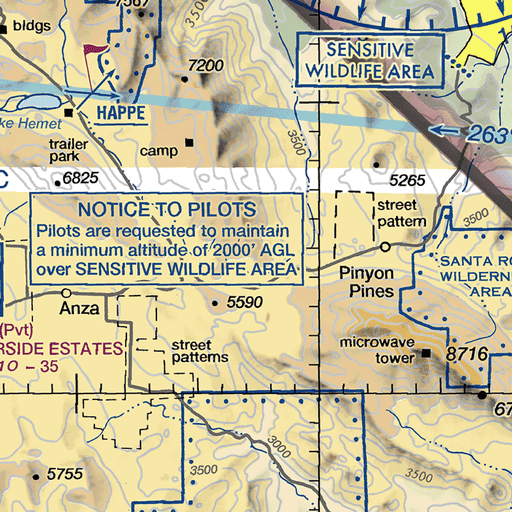 7567
3500
bldgs
7200
SENSITIVE
WILDLIFE AREA
HAPPE
ke Hemet
trailer
park
camp
3500
← 263°
C
6825
5265
street
pattern
3500
NOTICE TO PILOTS
Pilots are requested to maintain
a minimum altitude of 2000' AGL
over SENSITIVE WILDLIFE AREA
SANTA RO
WILDERN
AREA
Pinyon
Pines
5590
Anza
(Pvt)
RSIDE ESTATES
10 - 35
street
patterns
microwave
tower
8716
67
3000
3500
3500
5755